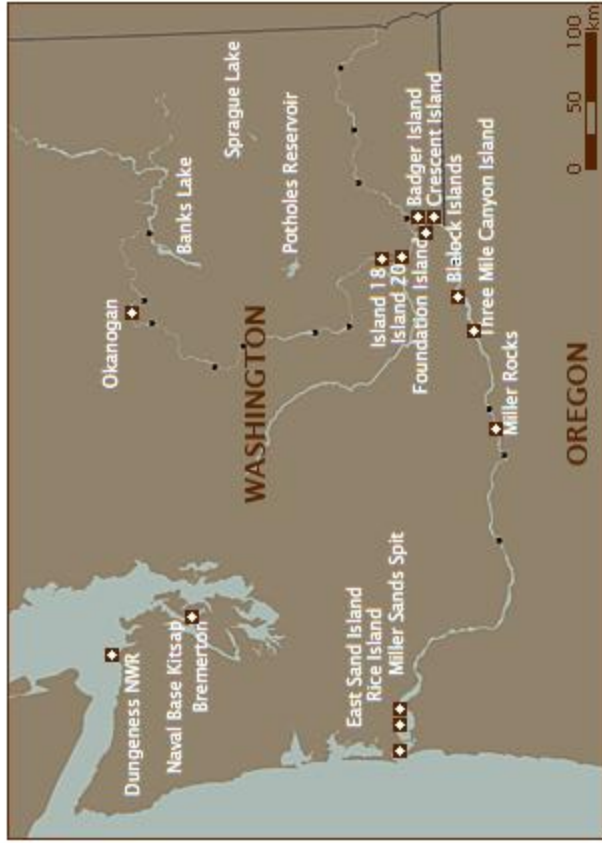 Okanogan
Banks Lake
Sprague Lake
Potholes Reservoir
WASHINGTON
Dungeness NWR
Naval Base Kitsap
Bremerton
Island 18
Island 20
Foundation Island
Badger Island
Crescent Island
Blalock Islands
Three Mile Canyon Island
East Sand Island
Rice Island
Miller Sands Spit
Miller Rocks
OREGON
0 50 100
km